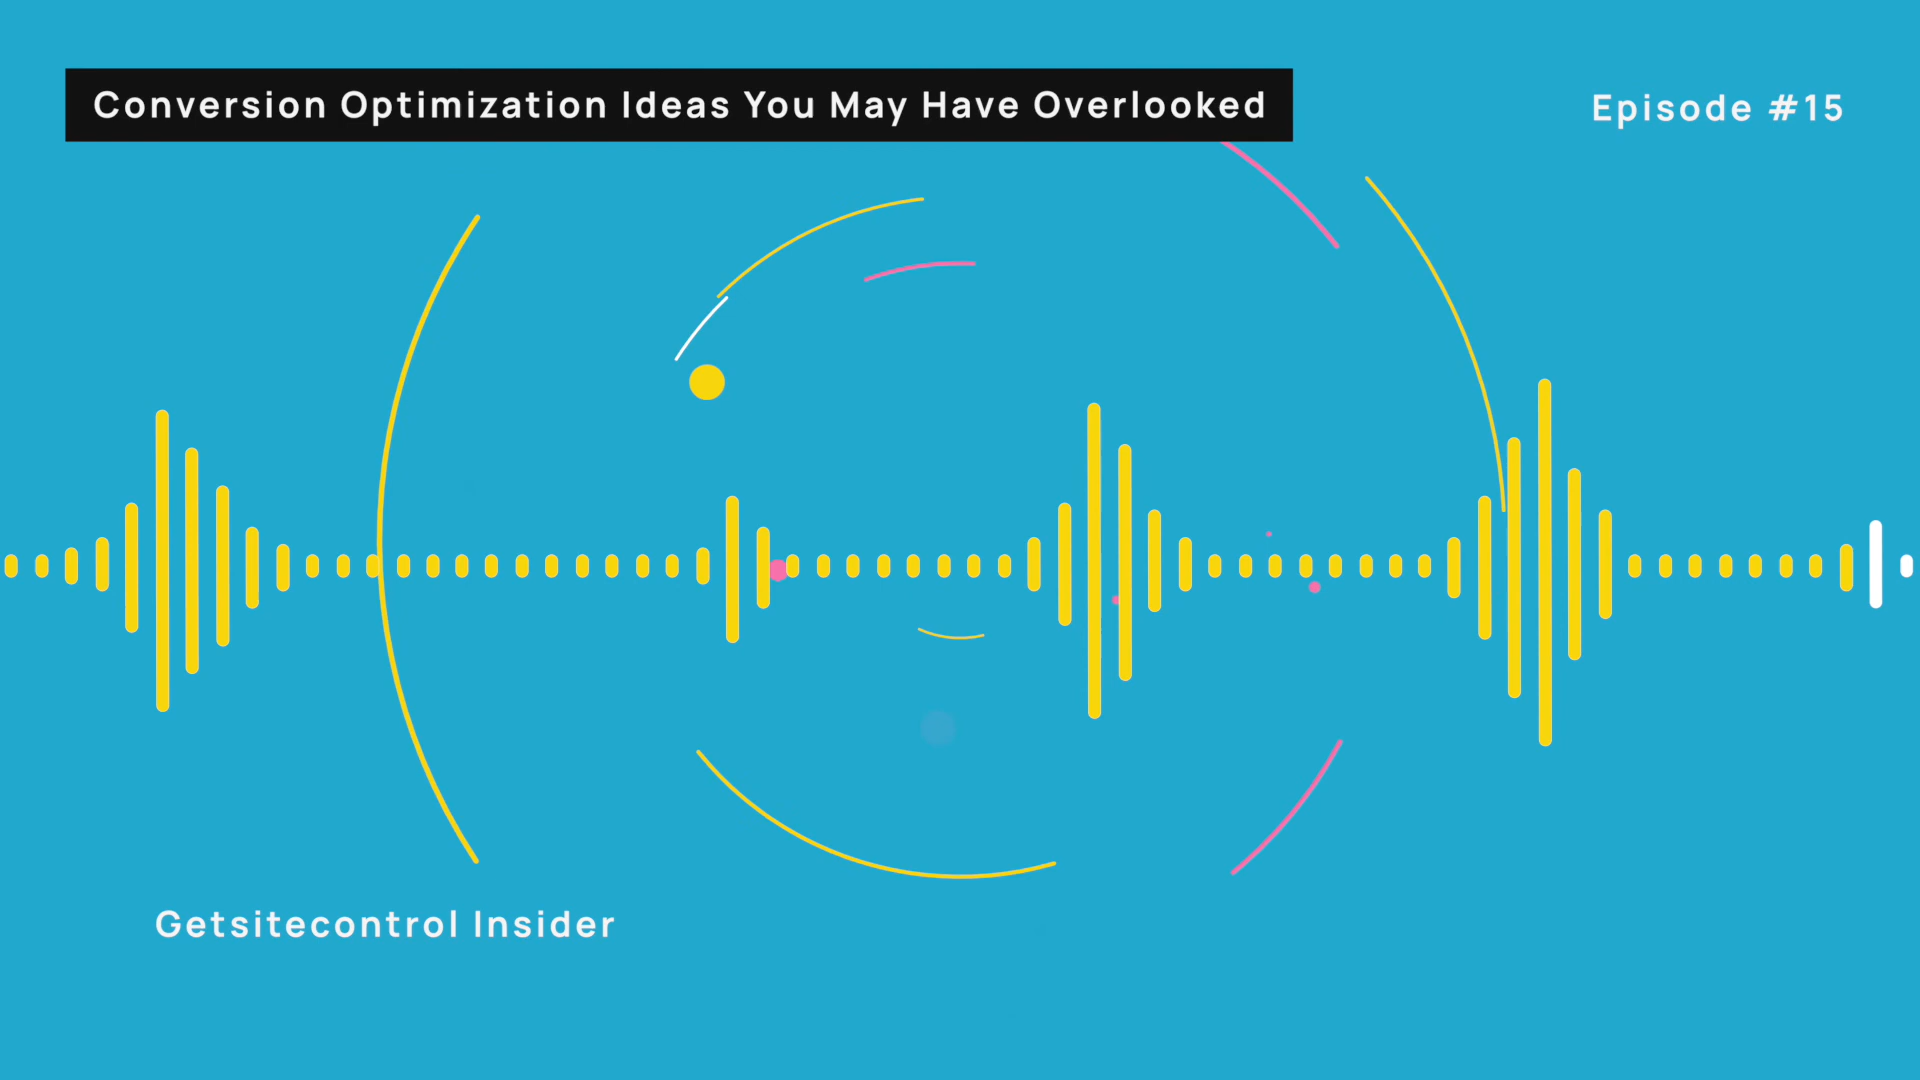 Conversion Optimization Ideas You May Have Overlooked
Episode #15
Getsitecontrol Insider